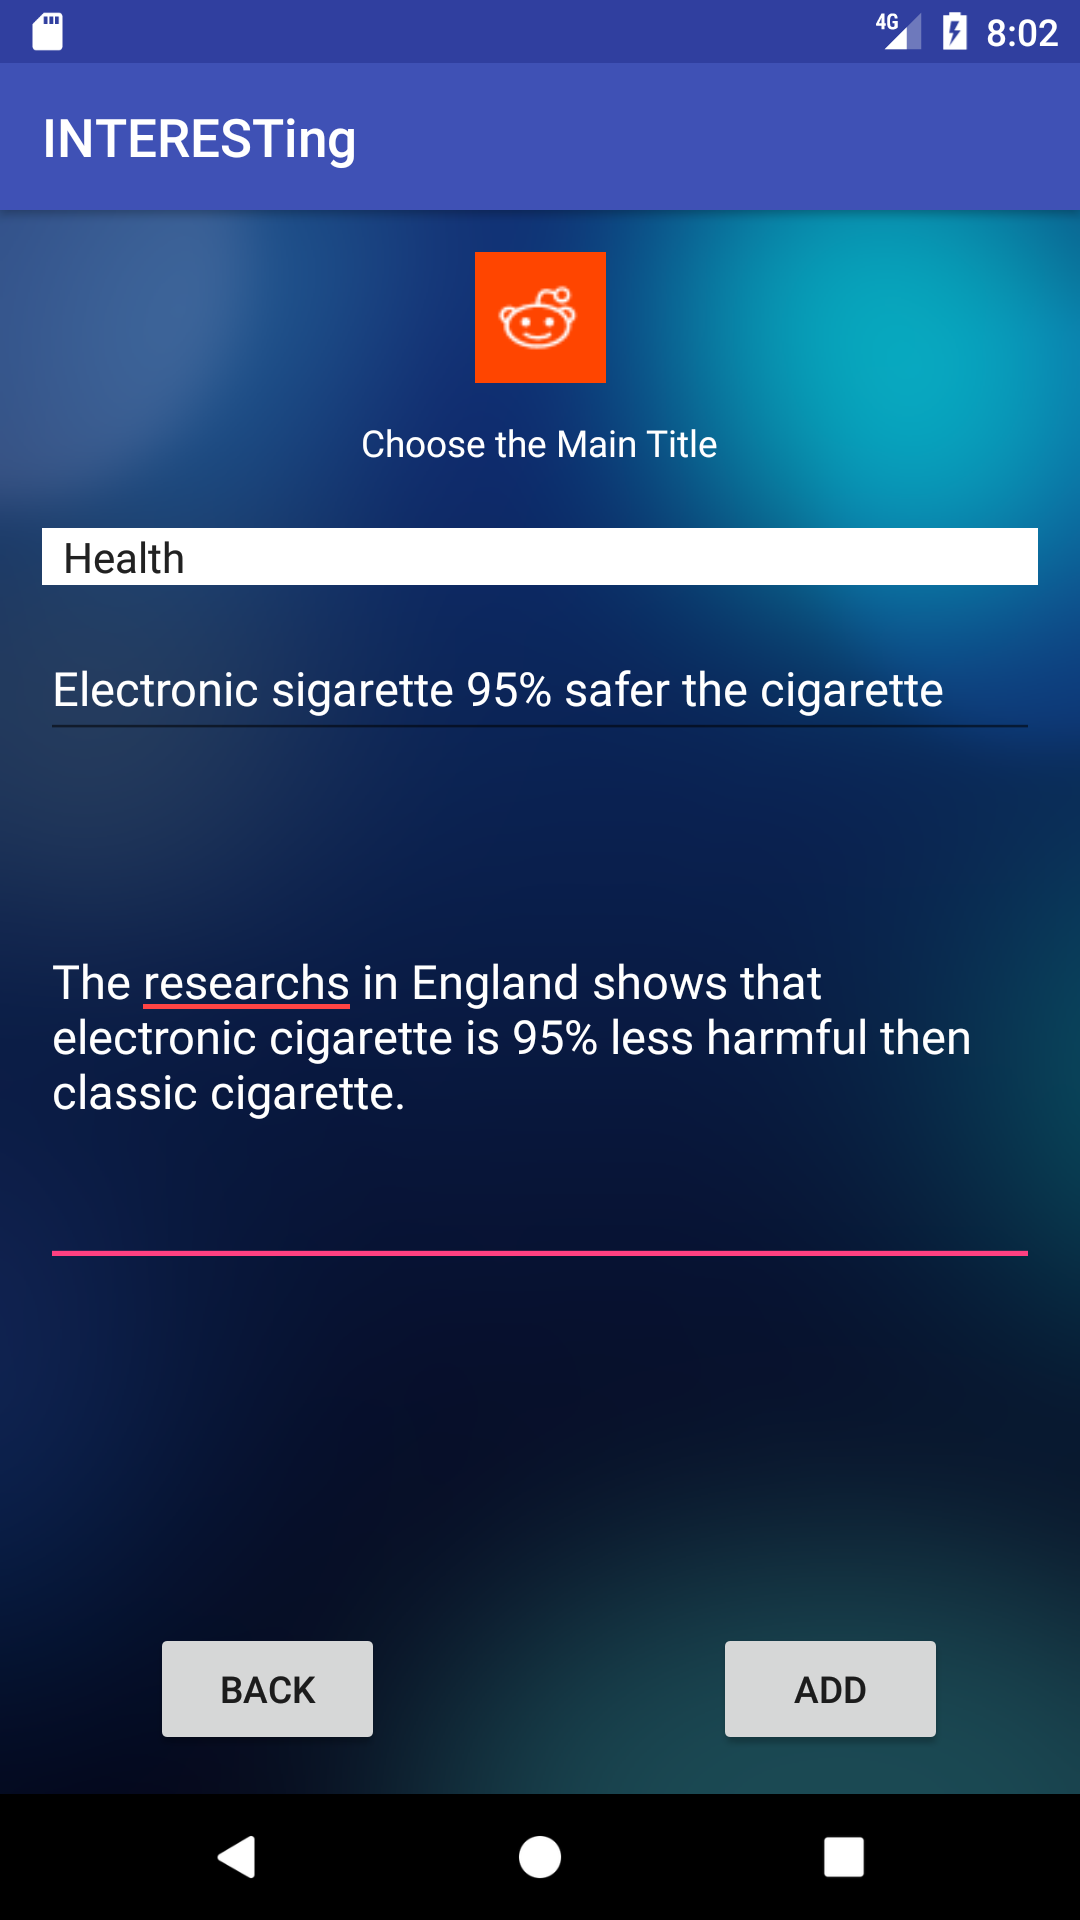 4G 8:02
INTERESTing
Choose the Main Title
Health
Electronic sigarette 95% safer the cigarette
The researchs in England shows that
electronic cigarette is 95% less harmful then
classic cigarette.
BACK ADD